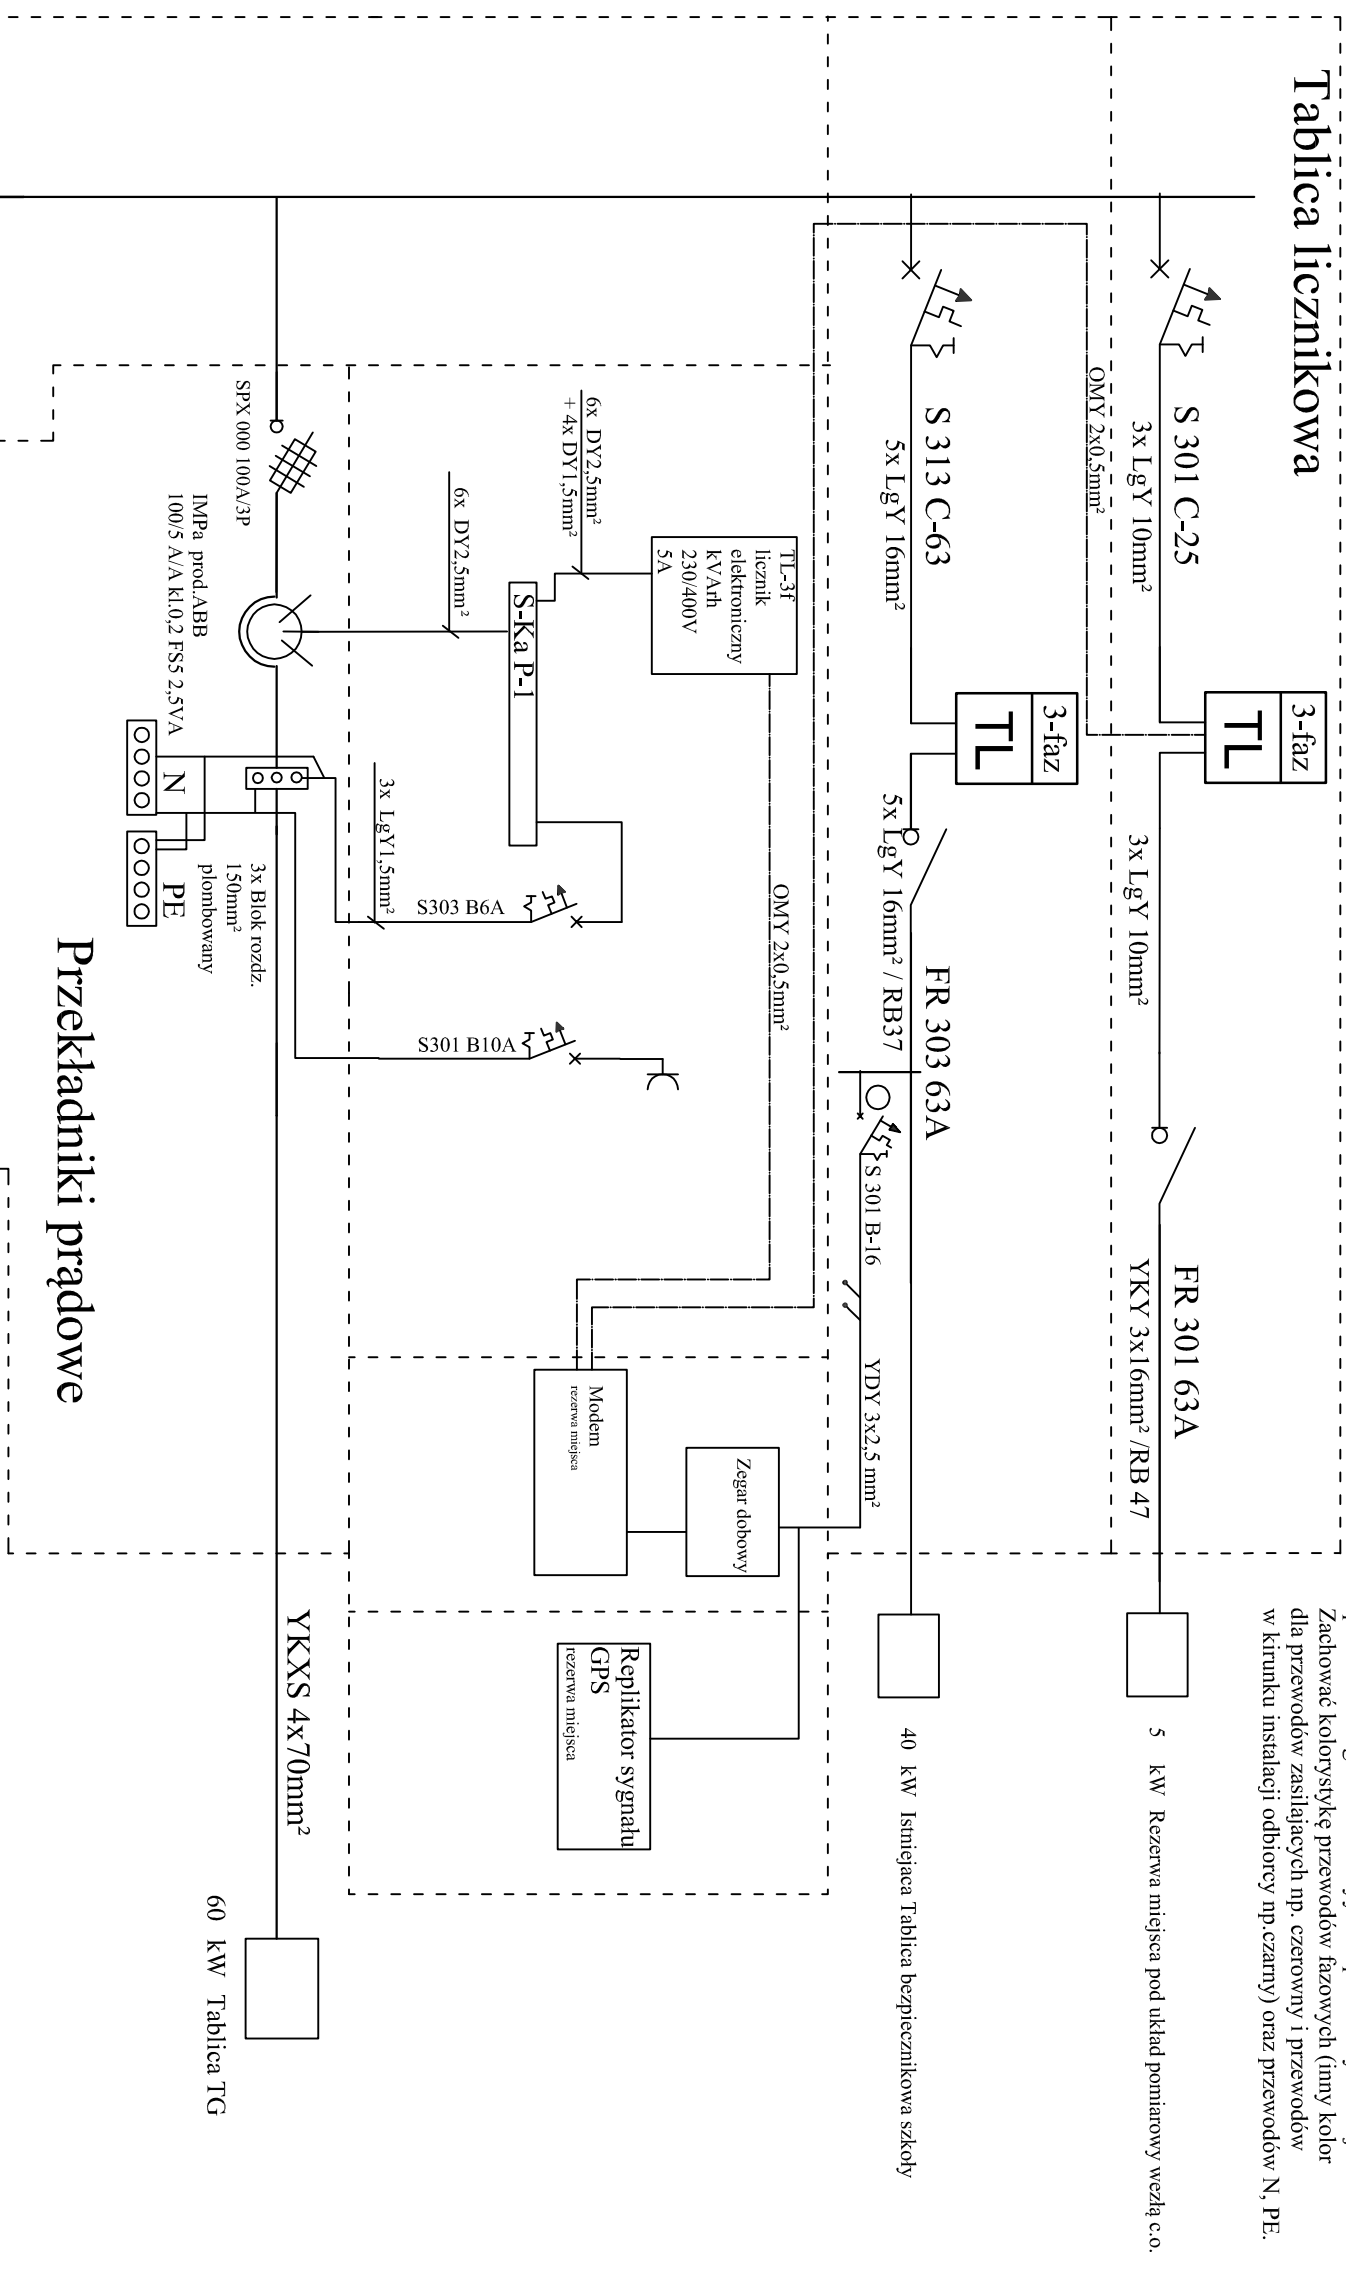 Tablica licznikowa
Zachować kolorystykę przewodów fazowych (inny kolor
dla przewodów zasilajacych np. czerowny i przewodów
w kirunku instalacji odbiorcy np.czarny) oraz przewodów N, PE.
S 301 C-25
3x LgY 10mm²
3-faz
TL
3x LgY 10mm²
FR 301 63A
YKY 3x16mm² /RB 47
5 kW Rezerwa miejsca pod układ pomiarowy wezłą c.o.
OMY 2x0,5mm²
S 313 C-63
5x LgY 16mm²
3-faz
TL
5x LgY 16mm² / RB37
FR 303 63A
S 301 B-16
YDY 3x2,5 mm²
40 kW Istniejaca Tablica bezpiecznikowa szkoły
TL-3f
licznik
elektroniczny
kVArh
230/400V
5A
OMY 2x0,5mm²
6x DY2,5mm²
+ 4x DY1,5mm²
S-Ka P-1
6x DY2,5mm²
3x LgY1,5mm²
S303 B6A
S301 B10A
Modem
rezerwa miejsca
Zegar dobowy
Replikator sygnału
GPS
rezerwa miejsca
SPX 000 100A/3P
IMPa prod.ABB
100/5 A/A kl.0,2 FS5 2,5VA
N
PE
3x Blok rozdz.
150mm²
plombowany
YKXS 4x70mm²
60 kW Tablica TG
Przekładniki prądowe